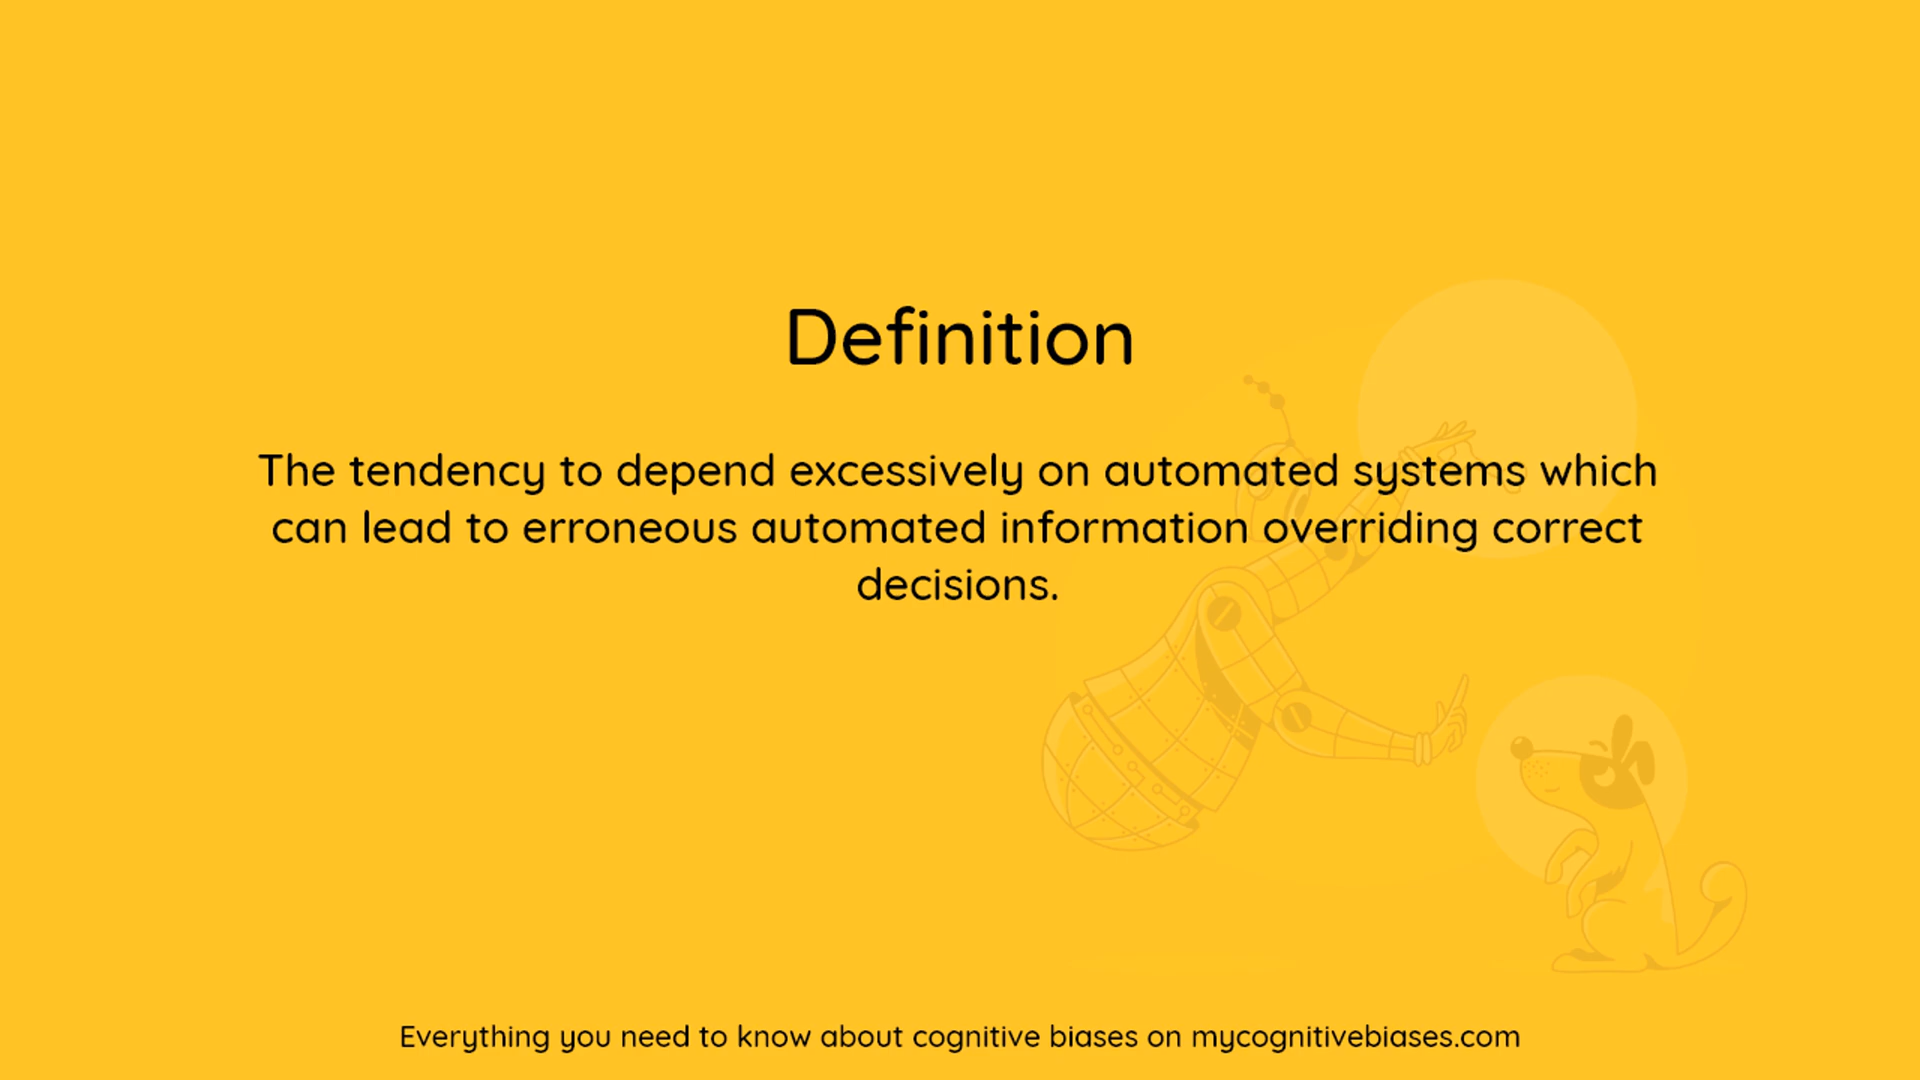 Definition
The tendency to depend excessively on automated systems which
can lead to erroneous automated information overriding correct
decisions.
Everything you need to know about cognitive biases on mycognitivebiases.com